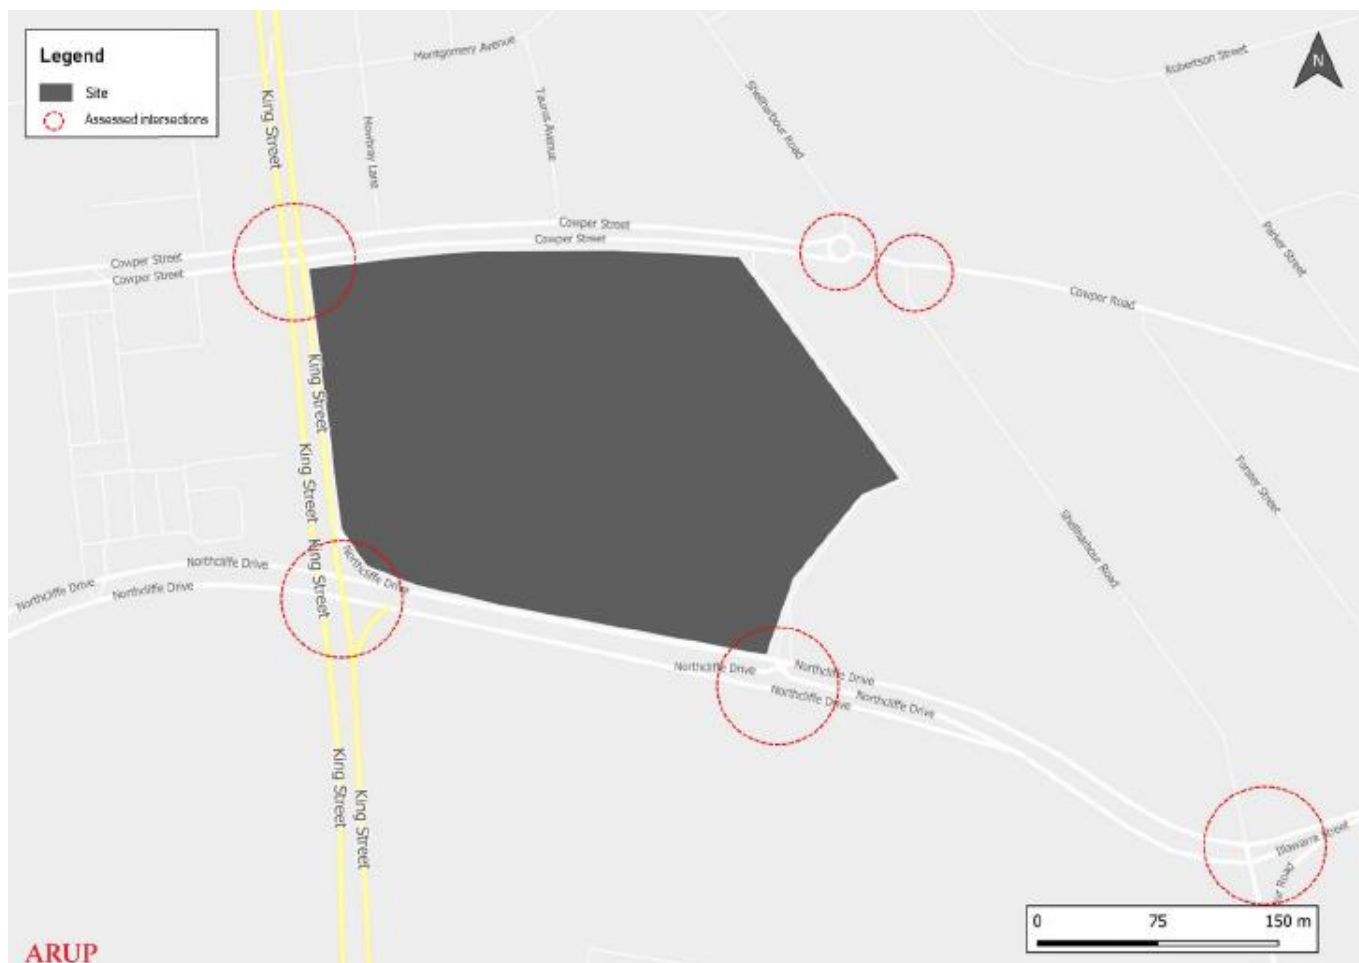 Legend
Site
Assessed intersections
N
Montgomery Avenue
Robertson Street
King Street
Mowbray Lane
Taurus Avenue
Shellharbour Road
Parker Street
Cowper Street
Cowper Street
Cowper Street
Cowper Street
Cowper Road
King Street
King Street
King Street
Forster Street
Shellharbour Road
Northcliffe Drive
Northcliffe Drive
Northcliffe Drive
Northcliffe Drive
Northcliffe Drive
Northcliffe Drive
Northcliffe Drive
Northcliffe Drive
King Street
King Street
Illawarra Street
ar Road
0 75 150 m
ARUP